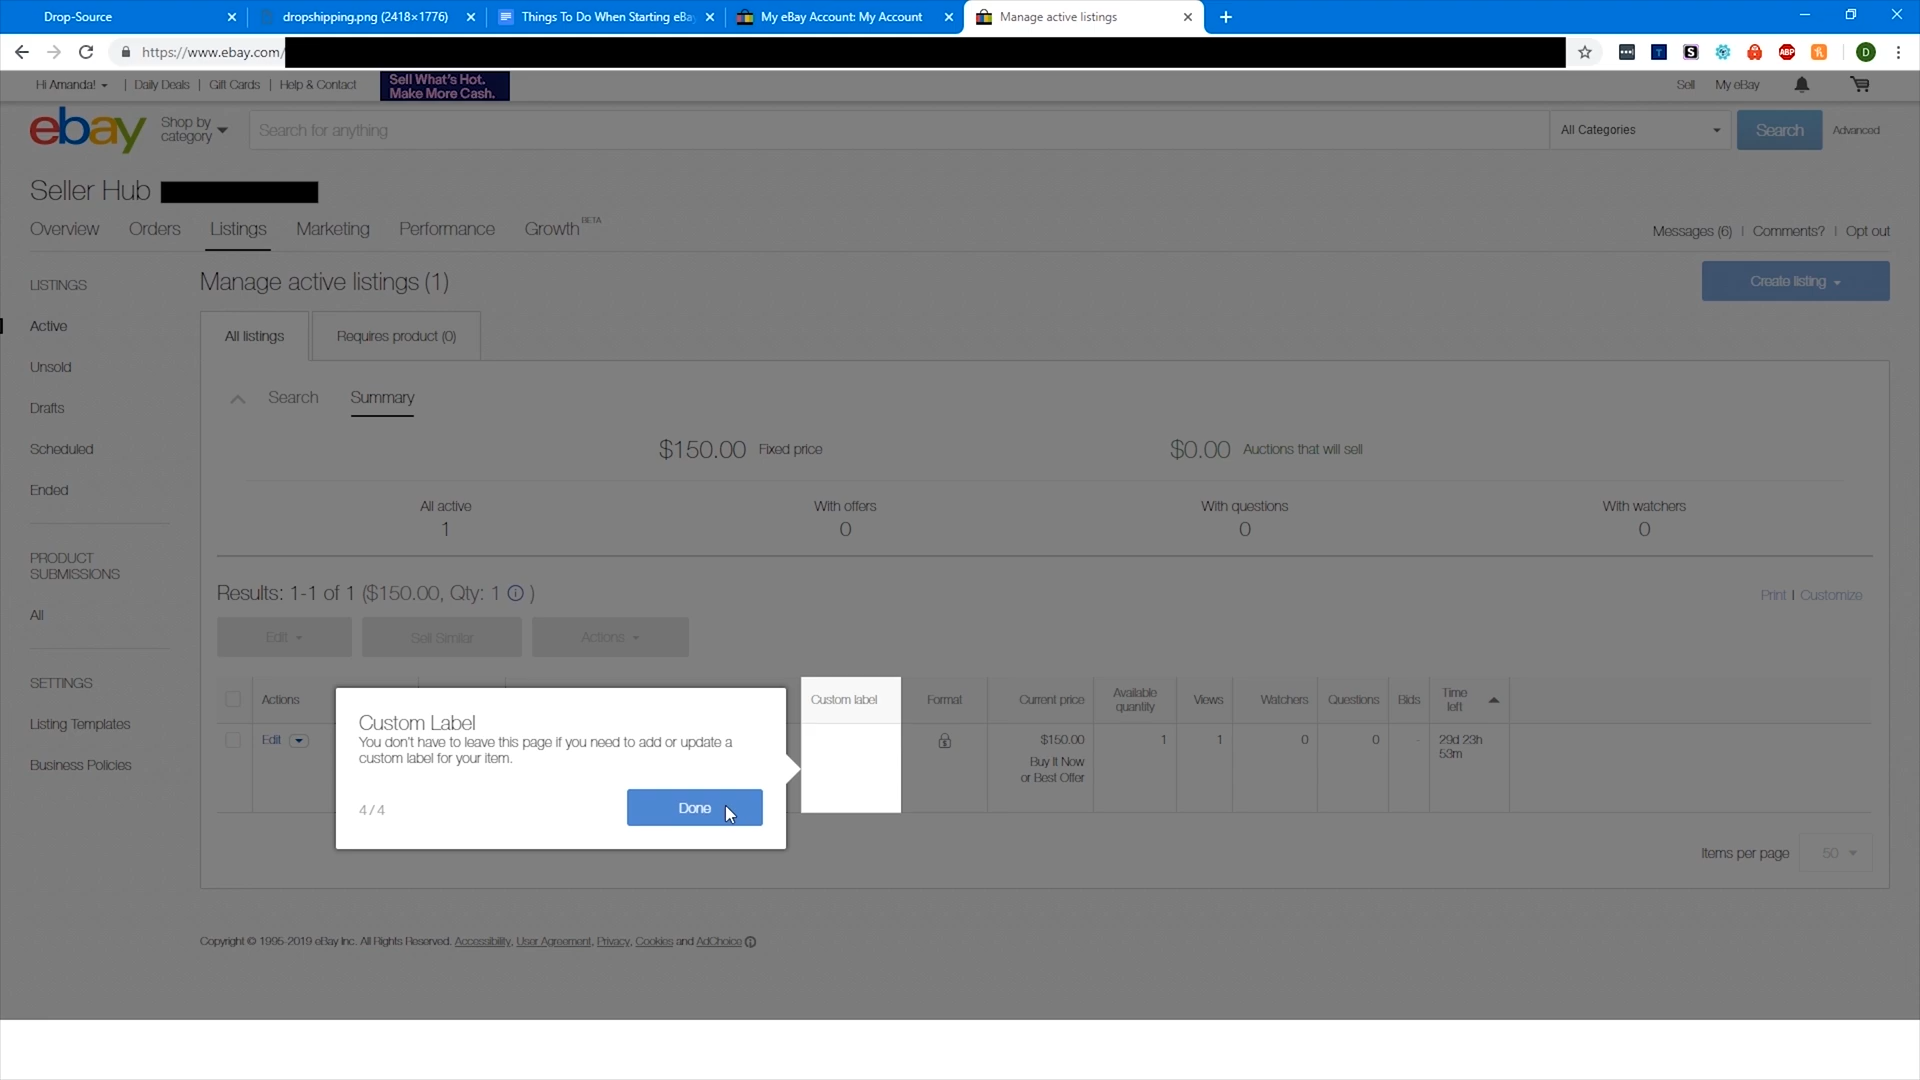 Drop-Source
dropshipping.png (2418×1776)
Things To Do When Starting eBay
My eBay Account: My Account
Manage active listings
https://www.ebay.com/
ABP
D
Hi Amanda!
Daily Deals
Gift Cards
Help & Contact
Sell What's Hot.
Make More Cash.
Sell
My eBay
ebay
Shop by
category
Search for anything
All Categories
Search
Advanced
Seller Hub
Overview
Orders
Listings
Marketing
Performance
Growth BETA
Messages (6) | Comments? | Opt out
LISTINGS
Active
Unsold
Drafts
Scheduled
Ended
PRODUCT
SUBMISSIONS
All
SETTINGS
Listing Templates
Business Policies
Manage active listings (1)
Create listing
All listings
Requires product (0)
Search
Summary
$150.00 Fixed price
$0.00 Auctions that will sell
All active
1
With offers
0
With questions
0
With watchers
0
Results: 1-1 of 1 ($150.00, Qty: 1 )
Print | Customize
Edit
Sell Similar
Actions
Actions
Custom label
Format
Current price
Available
quantity
Views
Watchers
Questions
Bids
Time
left
Edit
$150.00
Buy It Now
or Best Offer
1
1
0
0
-
29d 23h
53m
Custom Label
You don't have to leave this page if you need to add or update a
custom label for your item.
4 / 4
Done
Items per page
50
Copyright © 1995-2019 eBay Inc. All Rights Reserved. Accessibility, User Agreement, Privacy, Cookies and AdChoice